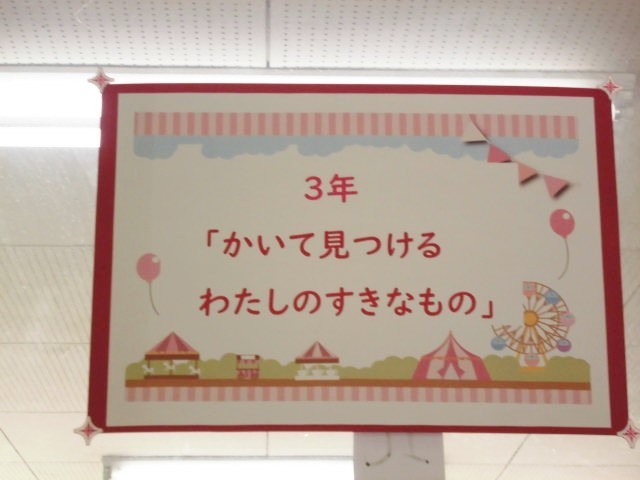 3年
「かいて見つける
わたしのすきなもの」